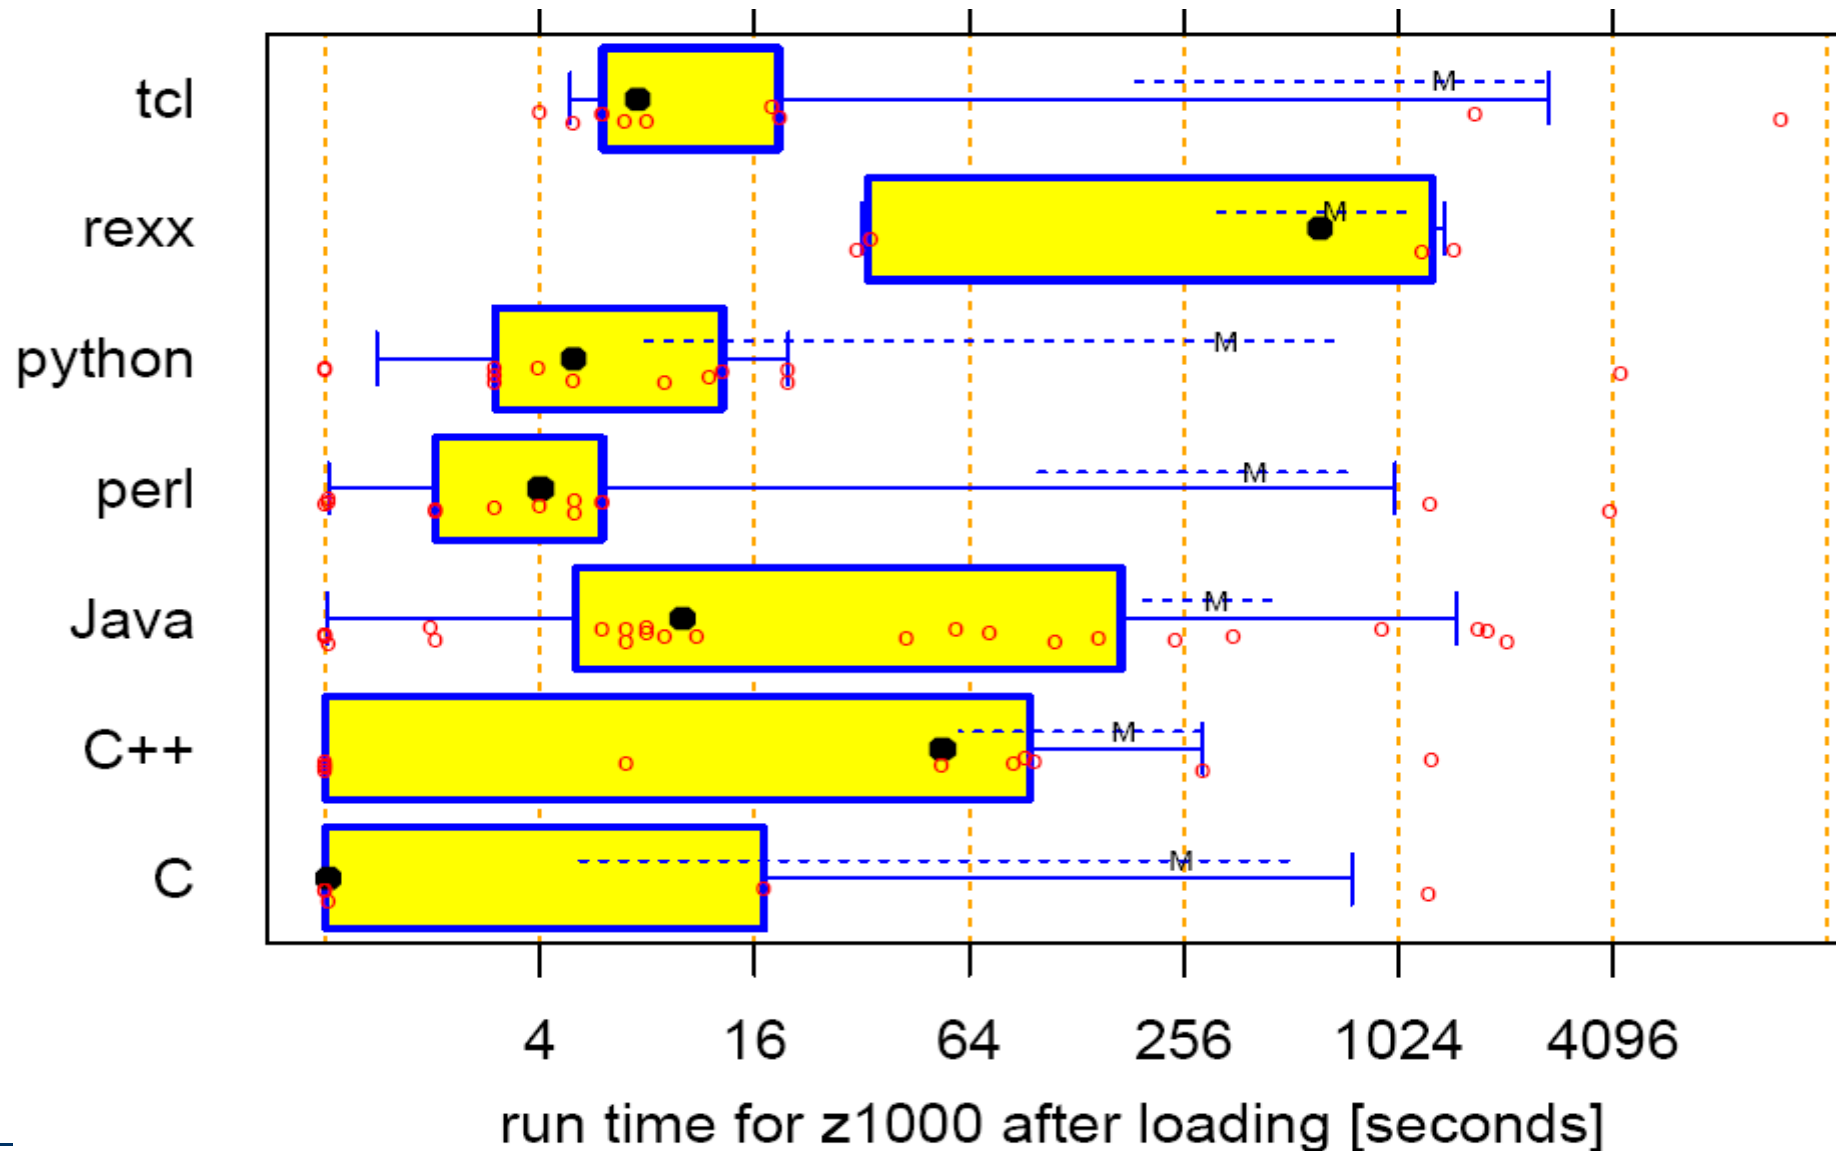 tcl
M
rexx
M
python
M
perl
M
Java
M
C++
M
C
M
4 16 64 256 1024 4096
run time for z1000 after loading [seconds]